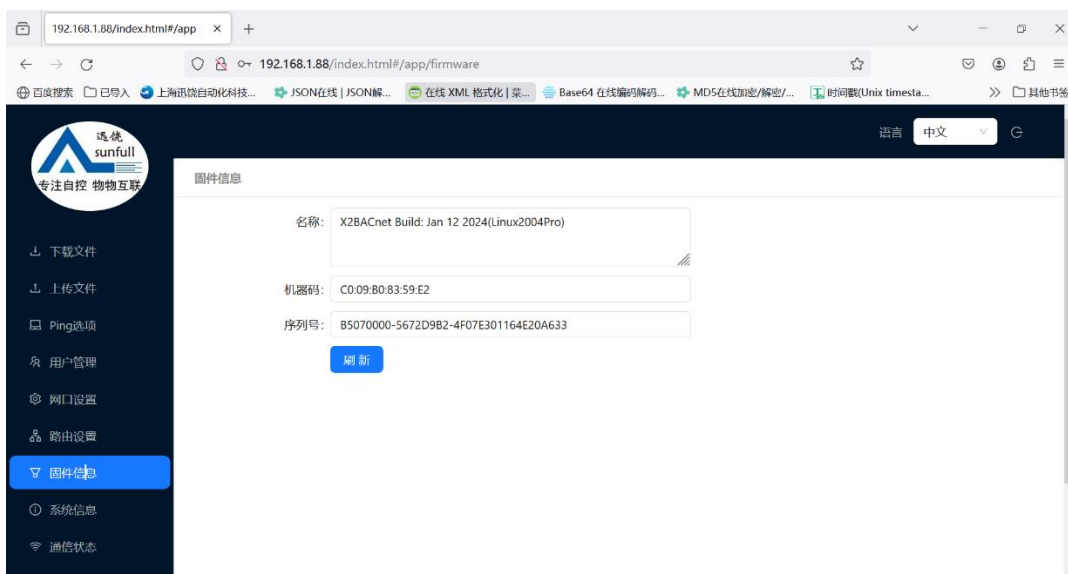 192.168.1.88/index.html#/app
192.168.1.88/index.html#/app/firmware
百度搜索 已导入 上海迅饶自动化科技... JSON在线 | JSON解... 在线 XML 格式化 | 菜... Base64 在线编码解码... MD5在线加密/解密/... 时间戳(Unix timesta... 其他书签
迅饶
sunfull
专注自控 物物互联
语言 中文
固件信息
名称: X2BACnet Build: Jan 12 2024(Linux2004Pro)
机器码: C0:09:B0:83:59:E2
序列号: B5070000-5672D9B2-4F07E301164E20A633
刷 新
下载文件
上传文件
Ping选项
用户管理
网口设置
路由设置
固件信息
系统信息
通信状态